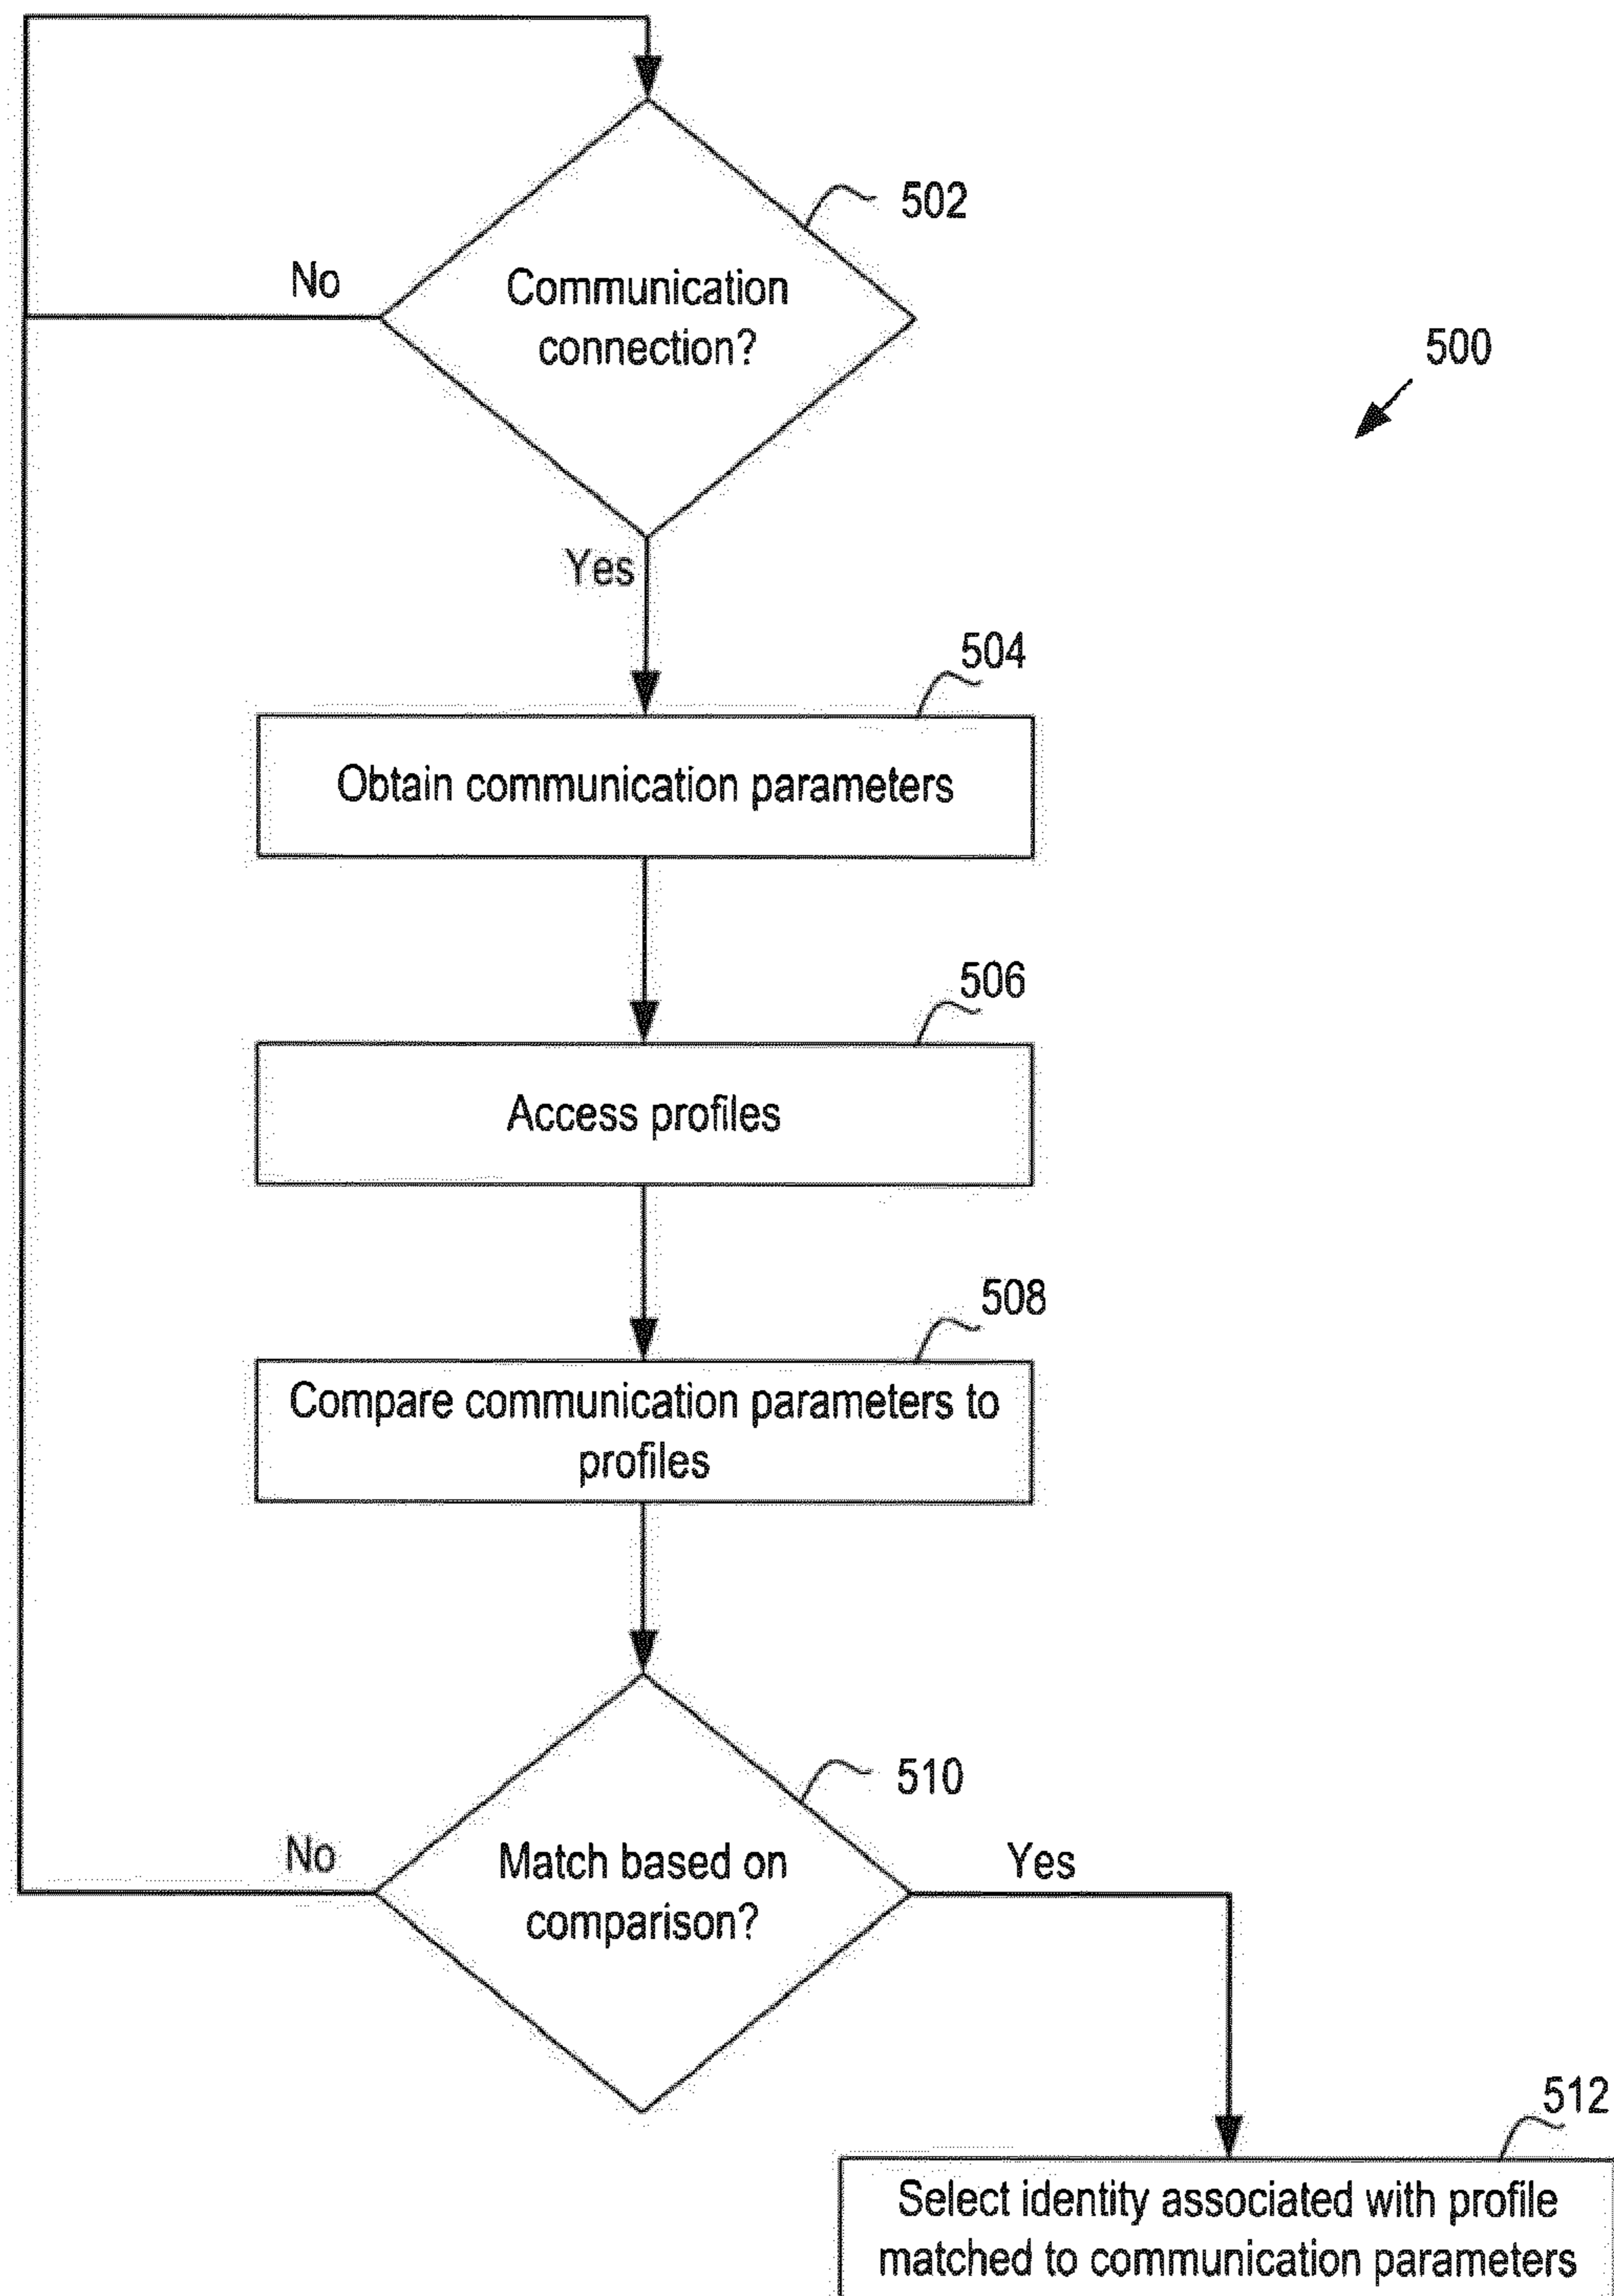 502
No
Communication
connection?
500
Yes
504
Obtain communication parameters
506
Access profiles
508
Compare communication parameters to
profiles
510
No
Match based on
comparison?
Yes
512
Select identity associated with profile
matched to communication parameters